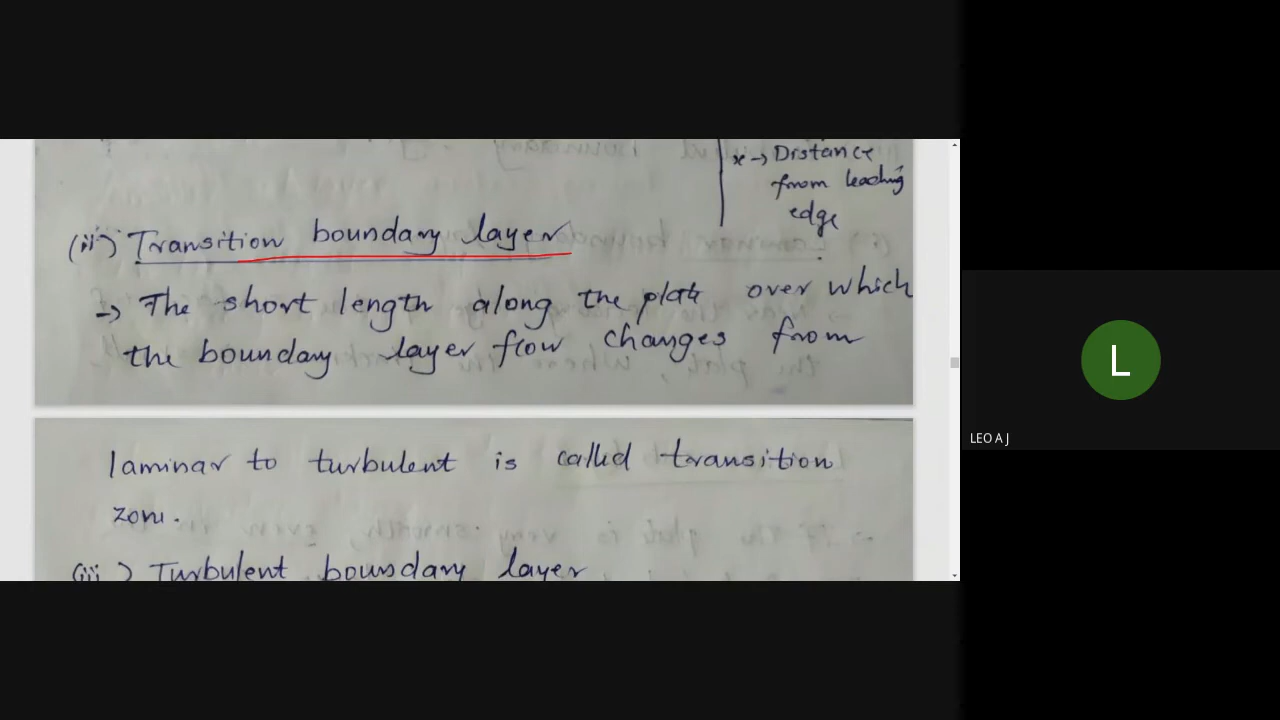 x → Distance
from leading
edge
(ii) Transition boundary layer
→ The short length along the plate over which
the boundary layer flow changes from
laminar to turbulent is called transition
zone.
(iii) Turbulent boundary layer
L
LEO A J